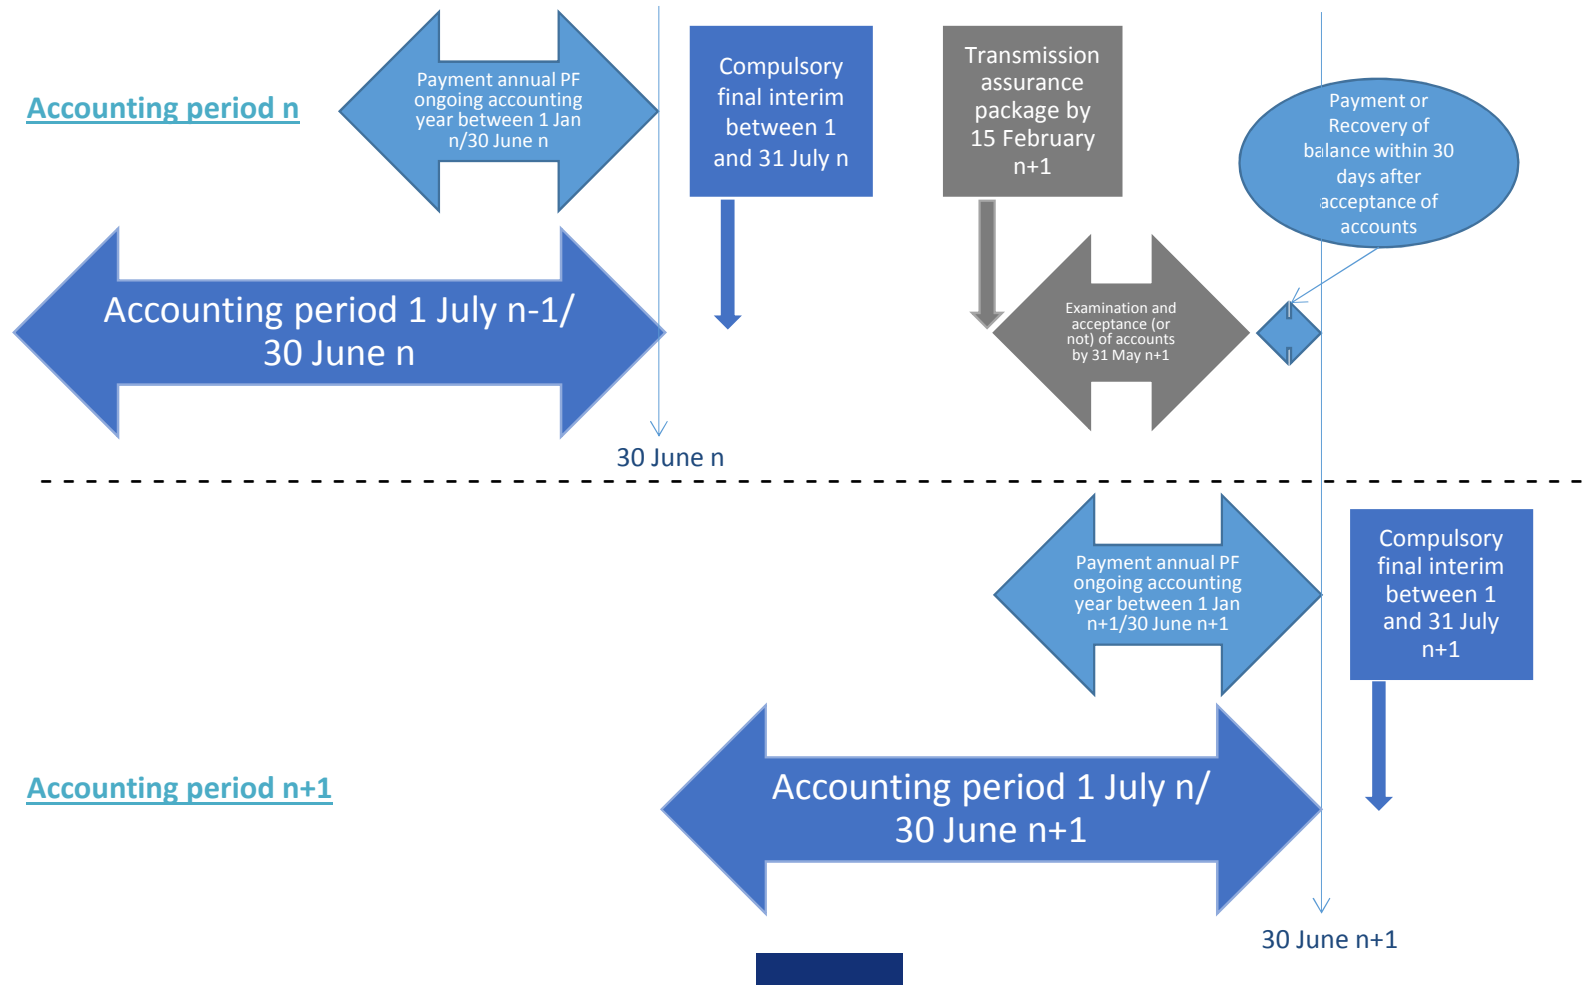 Accounting period n
Payment annual PF
ongoing accounting
year between 1 Jan
n/30 June n
Compulsory
final interim
between 1
and 31 July n
Transmission
assurance
package by
15 February
n+1
Payment or
Recovery of
balance within 30
days after
acceptance of
accounts
Accounting period 1 July n-1/
30 June n
Examination and
acceptance (or
not) of accounts
by 31 May n+1
30 June n
Payment annual PF
ongoing accounting
year between 1 Jan
n+1/30 June n+1
Compulsory
final interim
between 1
and 31 July
n+1
Accounting period n+1
Accounting period 1 July n/
30 June n+1
30 June n+1